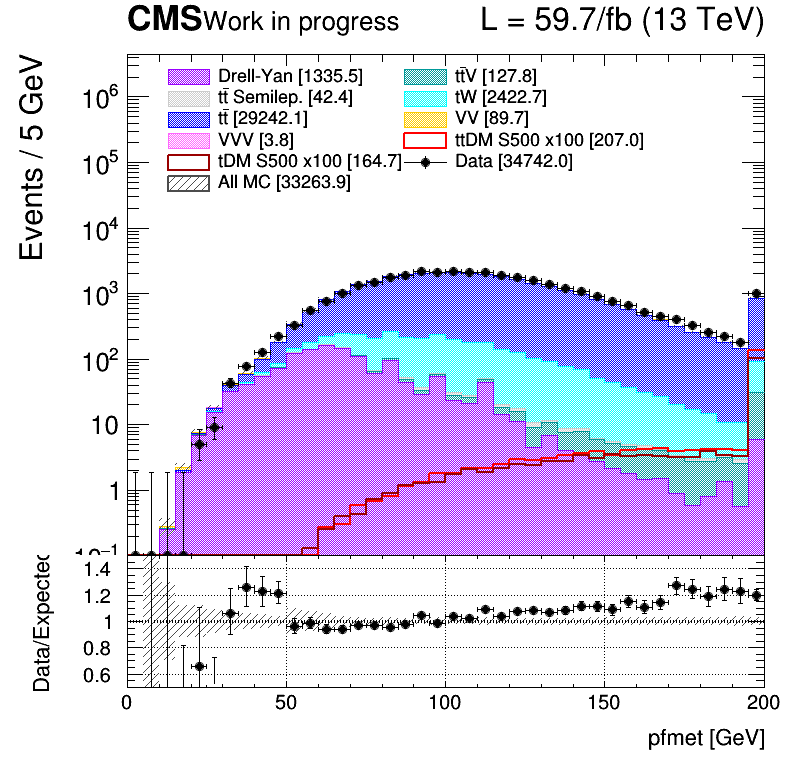 CMS Work in progress L = 59.7/fb (13 TeV)
Events / 5 GeV
Drell-Yan [1335.5] tt̄V [127.8]
tt̄ Semilep. [42.4] tW [2422.7]
tt̄ [29242.1] VV [89.7]
VVV [3.8] ttDM S500 x100 [207.0]
tDM S500 x100 [164.7] Data [34742.0]
All MC [33263.9]
10⁶
10⁵
10⁴
10³
10²
10
1
10⁻¹
Data/Expected
1.4
1.2
1
0.8
0.6
0 50 100 150 200
pfmet [GeV]